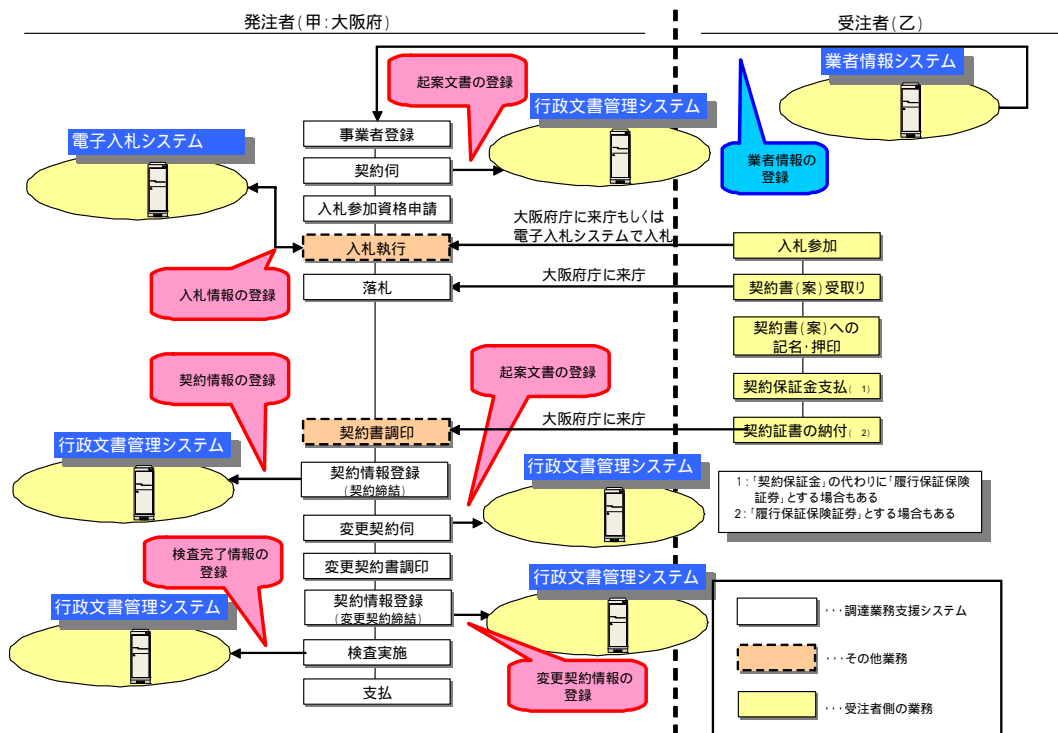 発注者(甲:大阪府)
受注者(乙)
起案文書の登録
業者情報システム
行政文書管理システム
事業者登録
電子入札システム
契約伺
業者情報の
登録
入札参加資格申請
大阪府庁に来庁もしくは
電子入札システムで入札
入札執行
入札参加
入札情報の登録
落札
大阪府庁に来庁
契約書(案)受取り
契約書(案)への
記名・押印
契約情報の登録
起案文書の登録
契約保証金支払( 1)
契約書調印
大阪府庁に来庁
契約証書の納付( 2)
行政文書管理システム
契約情報登録
(契約締結)
行政文書管理システム
1:「契約保証金」の代わりに「履行保証保険
証券」とする場合もある
2:「履行保証保険証券」とする場合もある
変更契約伺
検査完了情報の
登録
変更契約書調印
行政文書管理システム
行政文書管理システム
契約情報登録
(変更契約締結)
・・・調達業務支援システム
検査実施
・・・その他業務
変更契約情報の
登録
支払
・・・受注者側の業務